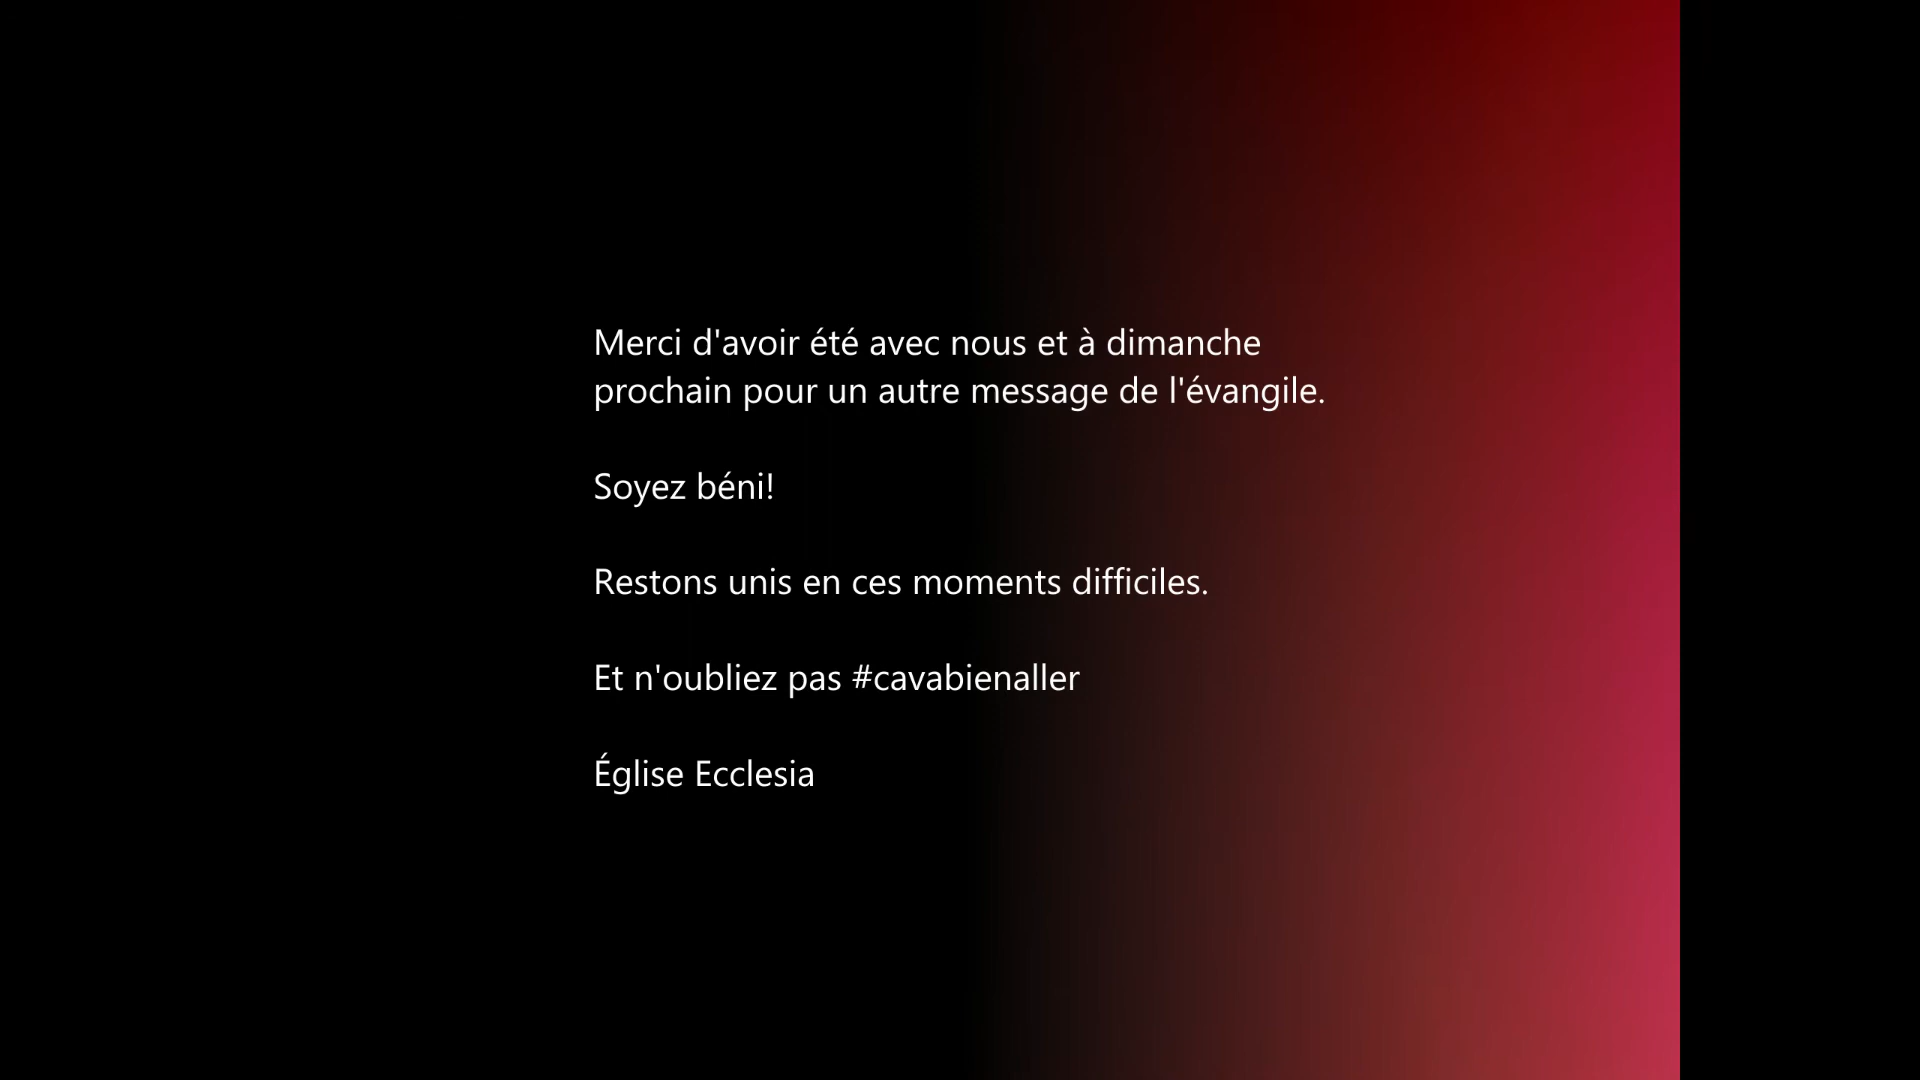 Merci d'avoir été avec nous et à dimanche
prochain pour un autre message de l'évangile.
Soyez béni!
Restons unis en ces moments difficiles.
Et n'oubliez pas #cavabienaller
Église Ecclesia